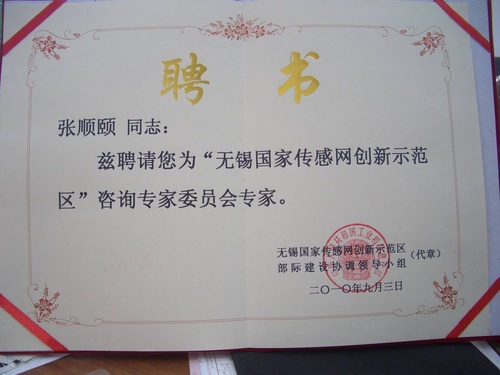 聘 书
张顺颐 同志：
兹聘请您为“无锡国家传感网创新示范
区”咨询专家委员会专家。
无锡国家传感网创新示范区
部际建设协调领导小组
（代章）
二〇一〇年九月三日